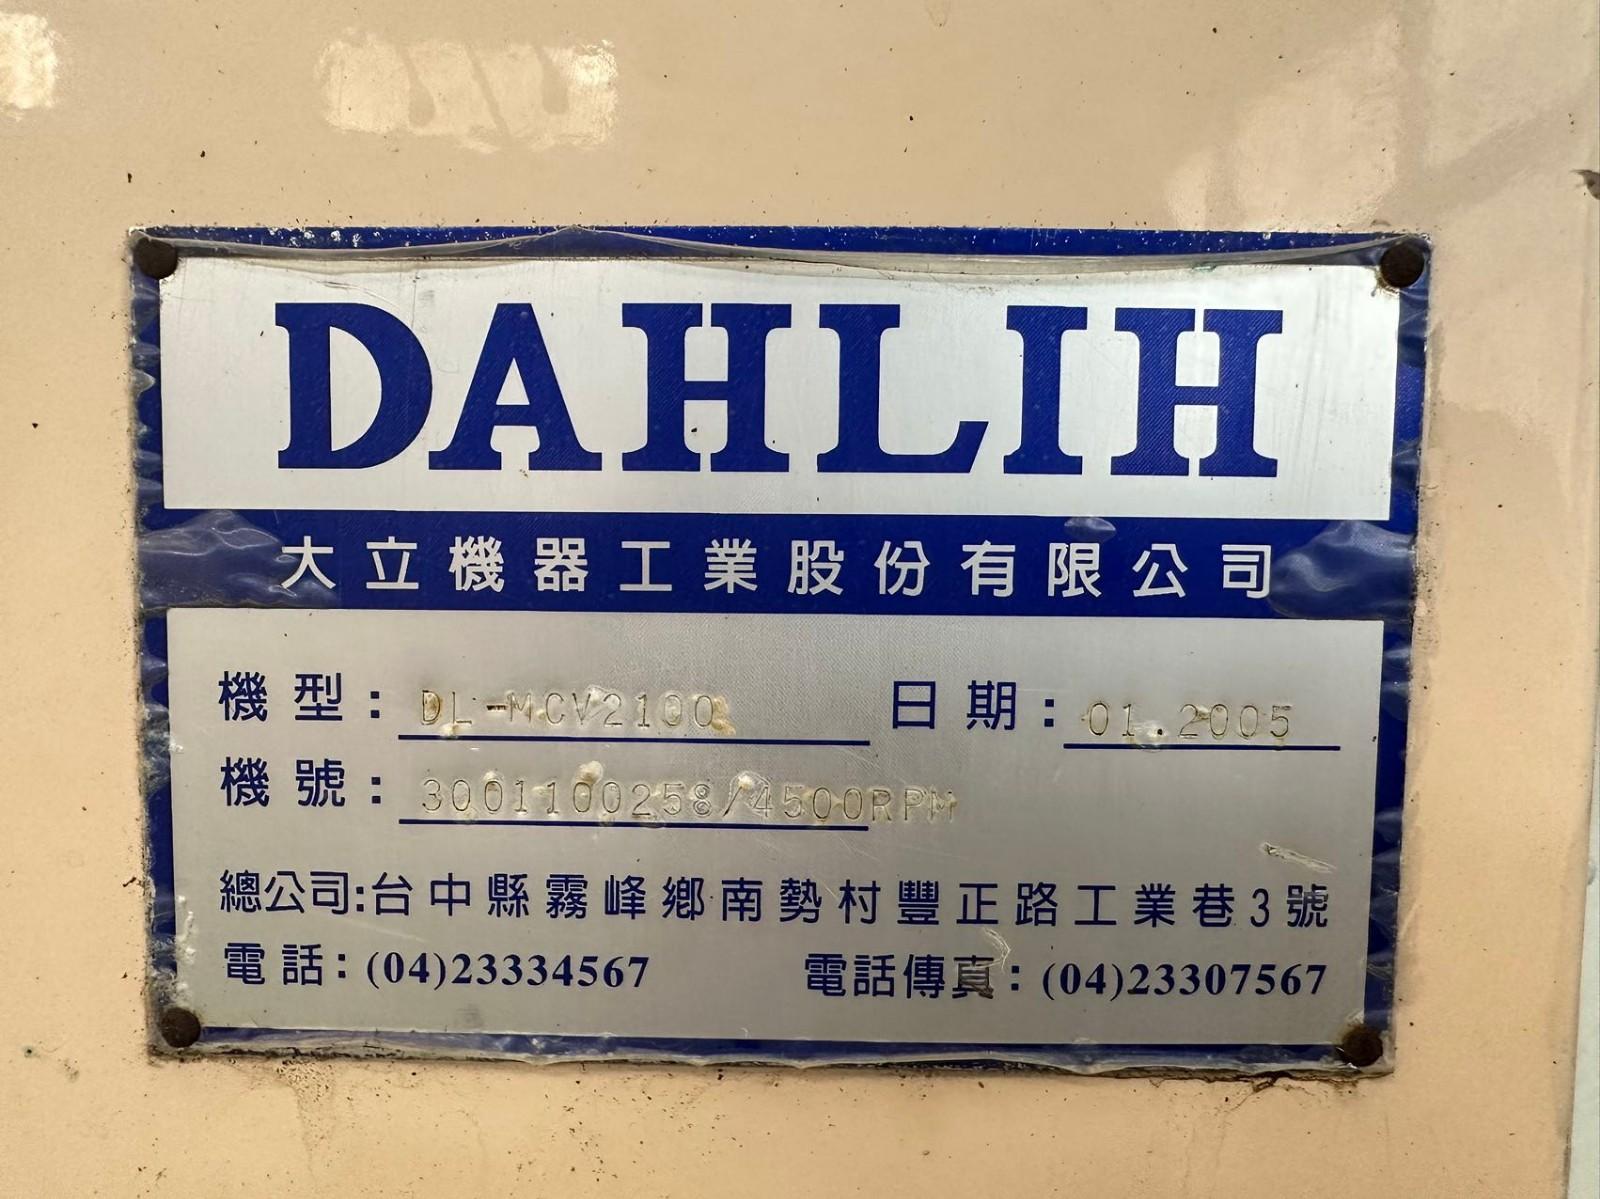 DAHLIH
大立機器工業股份有限公司
機型: DL-MCV2100 日期: 01.2005
機號: 3001100258/4500RPM
總公司:台中縣霧峰鄉南勢村豐正路工業巷3號
電話: (04)23334567 電話傳真: (04)23307567